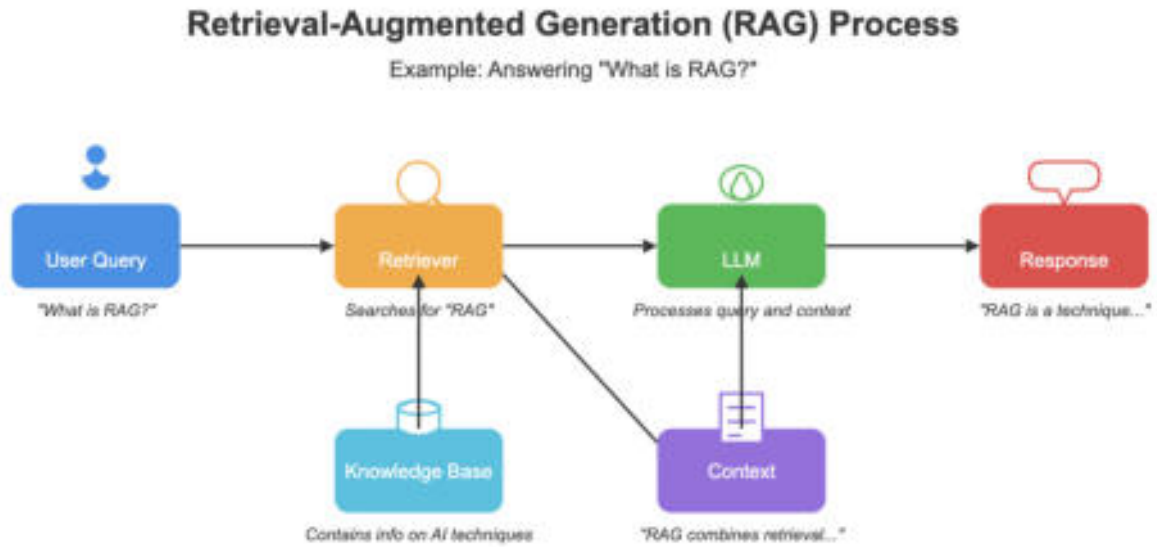 Retrieval-Augmented Generation (RAG) Process
Example: Answering "What is RAG?"
User Query
Retriever
LLM
Response
"What is RAG?"
Searches for "RAG"
Processes query and context
"RAG is a technique..."
Knowledge Base
Context
Contains info on AI techniques
"RAG combines retrieval..."